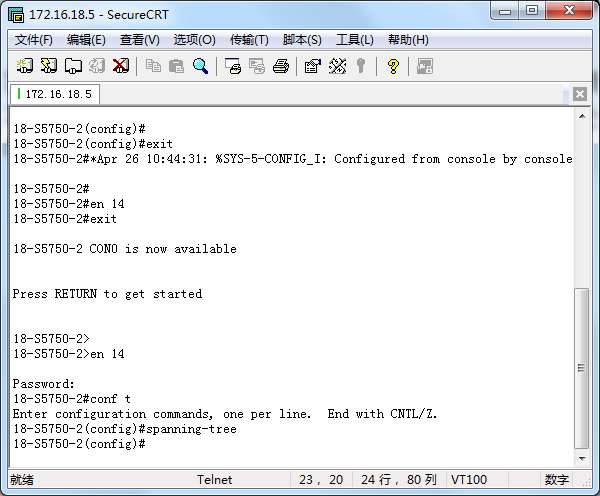 172.16.18.5 - SecureCRT
文件(F) 编辑(E) 查看(V) 选项(O) 传输(T) 脚本(S) 工具(L) 帮助(H)
172.16.18.5
18-S5750-2(config)#
18-S5750-2(config)#exit
18-S5750-2#*Apr 26 10:44:31: %SYS-5-CONFIG_I: Configured from console by console
18-S5750-2#
18-S5750-2#en 14
18-S5750-2#exit
18-S5750-2 CON0 is now available
Press RETURN to get started
18-S5750-2>
18-S5750-2>en 14
Password:
18-S5750-2#conf t
Enter configuration commands, one per line.  End with CNTL/Z.
18-S5750-2(config)#spanning-tree
18-S5750-2(config)#
就绪 Telnet 23, 20 24 行, 80 列 VT100 数字